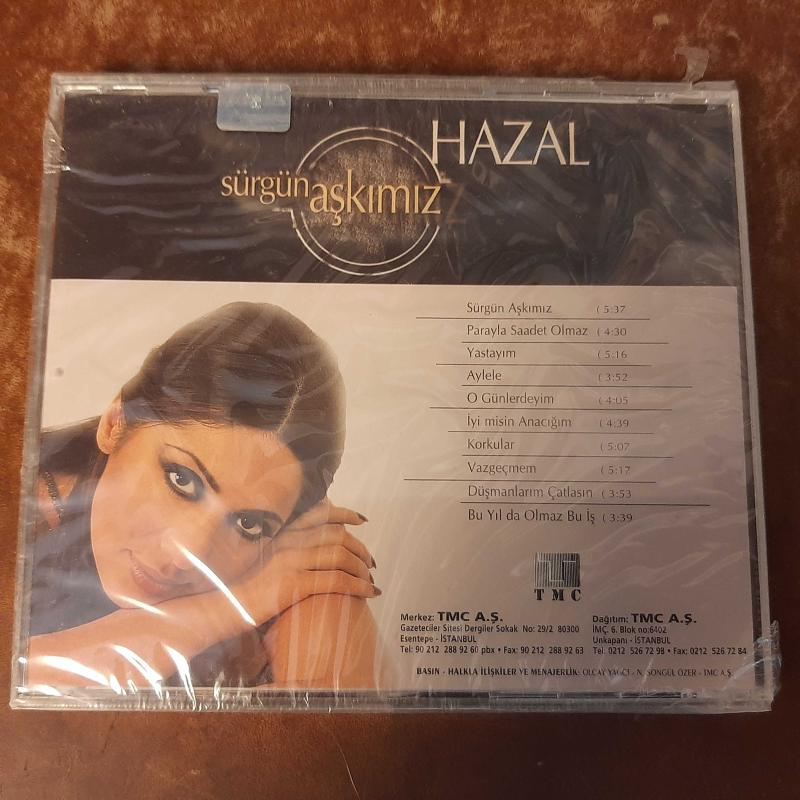 HAZAL
sürgün aşkımız
Sürgün Aşkımız ( 5:37
Parayla Saadet Olmaz ( 4:30
Yastayım ( 5:16
Aylele ( 3:52
O Günlerdeyim ( 4:05
İyi misin Anacığım ( 4:39
Korkular ( 5:07
Vazgeçmem ( 5:17
Düşmanlarım Çatlasın ( 3:53
Bu Yıl da Olmaz Bu İş ( 3:39
TMC
Merkez: TMC A.Ş.
Gazeteciler Sitesi Dergiler Sokak No: 29/2 80300
Esentepe - İSTANBUL
Tel: 90 212 288 92 60 pbx • Fax: 90 212 288 92 63
Dağıtım: TMC A.Ş.
İMÇ. 6. Blok no:6402
Unkapanı - İSTANBUL
Tel: 0212 526 72 98 • Fax: 0212 526 72 84
BASIN - HALKLA İLİŞKİLER VE MENAJERLİK: OLCAY YAĞCI - N. SONGÜL ÖZER - TMC A.Ş.